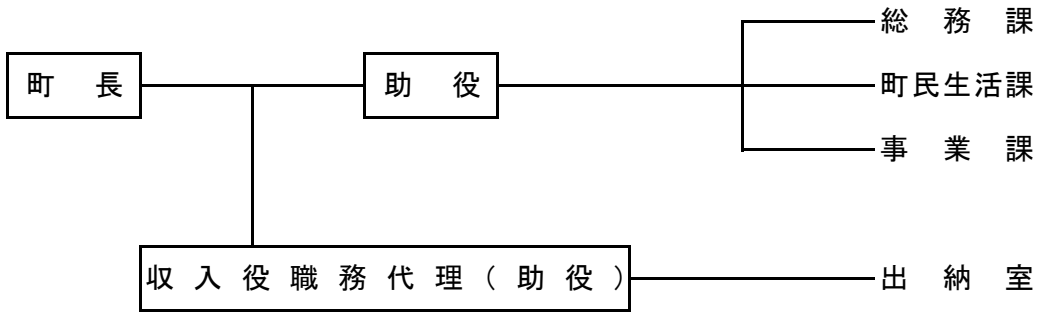 総務課
町長
助役
町民生活課
事業課
収入役職務代理(助役)
出納室